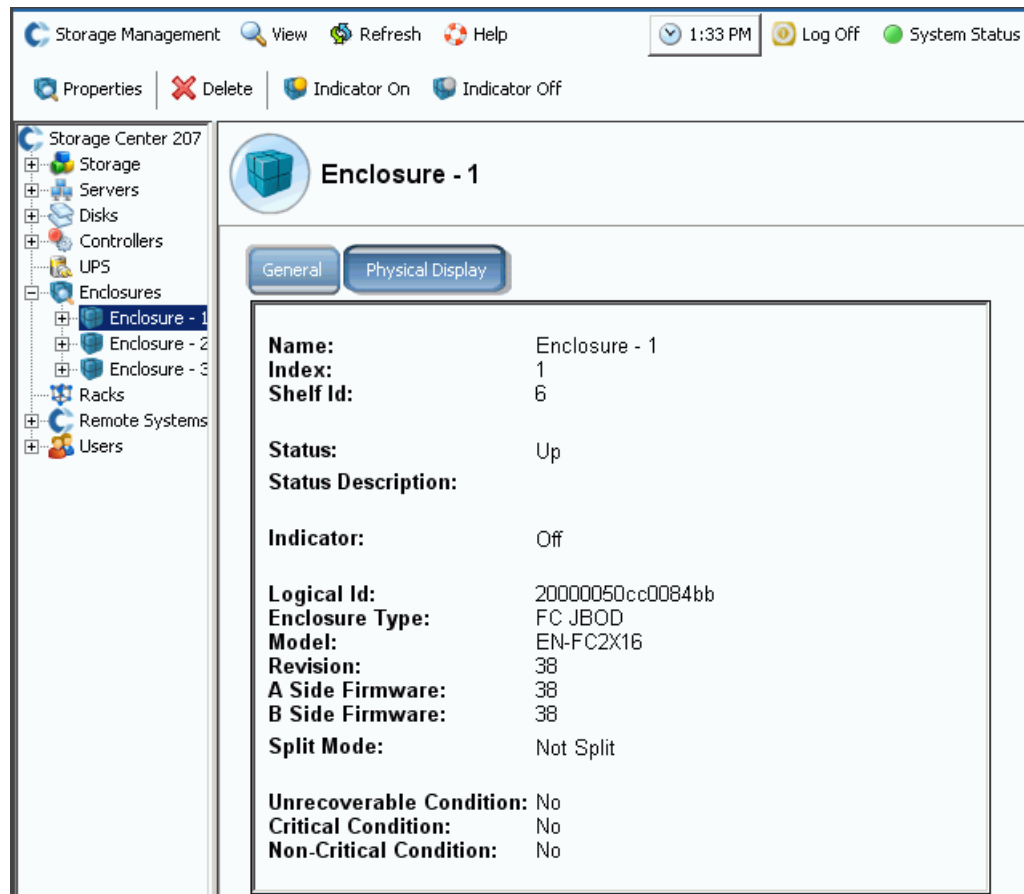 Storage Management View Refresh Help 1:33 PM Log Off System Status
Properties Delete Indicator On Indicator Off
Storage Center 207
Storage
Servers
Disks
Controllers
UPS
Enclosures
Enclosure - 1
Enclosure - 2
Enclosure - 3
Racks
Remote Systems
Users
Enclosure - 1
General Physical Display
Name: Enclosure - 1
Index: 1
Shelf Id: 6
Status: Up
Status Description:
Indicator: Off
Logical Id: 20000050cc0084bb
Enclosure Type: FC JBOD
Model: EN-FC2X16
Revision: 38
A Side Firmware: 38
B Side Firmware: 38
Split Mode: Not Split
Unrecoverable Condition: No
Critical Condition: No
Non-Critical Condition: No